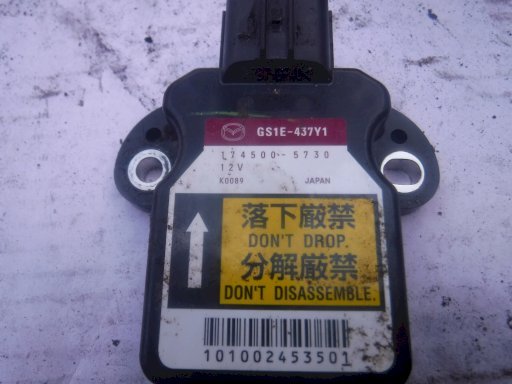 GS1E-437Y1
174500-5730
12V
K0089 JAPAN
落下厳禁
DON'T DROP.
分解厳禁
DON'T DISASSEMBLE.
101002453501